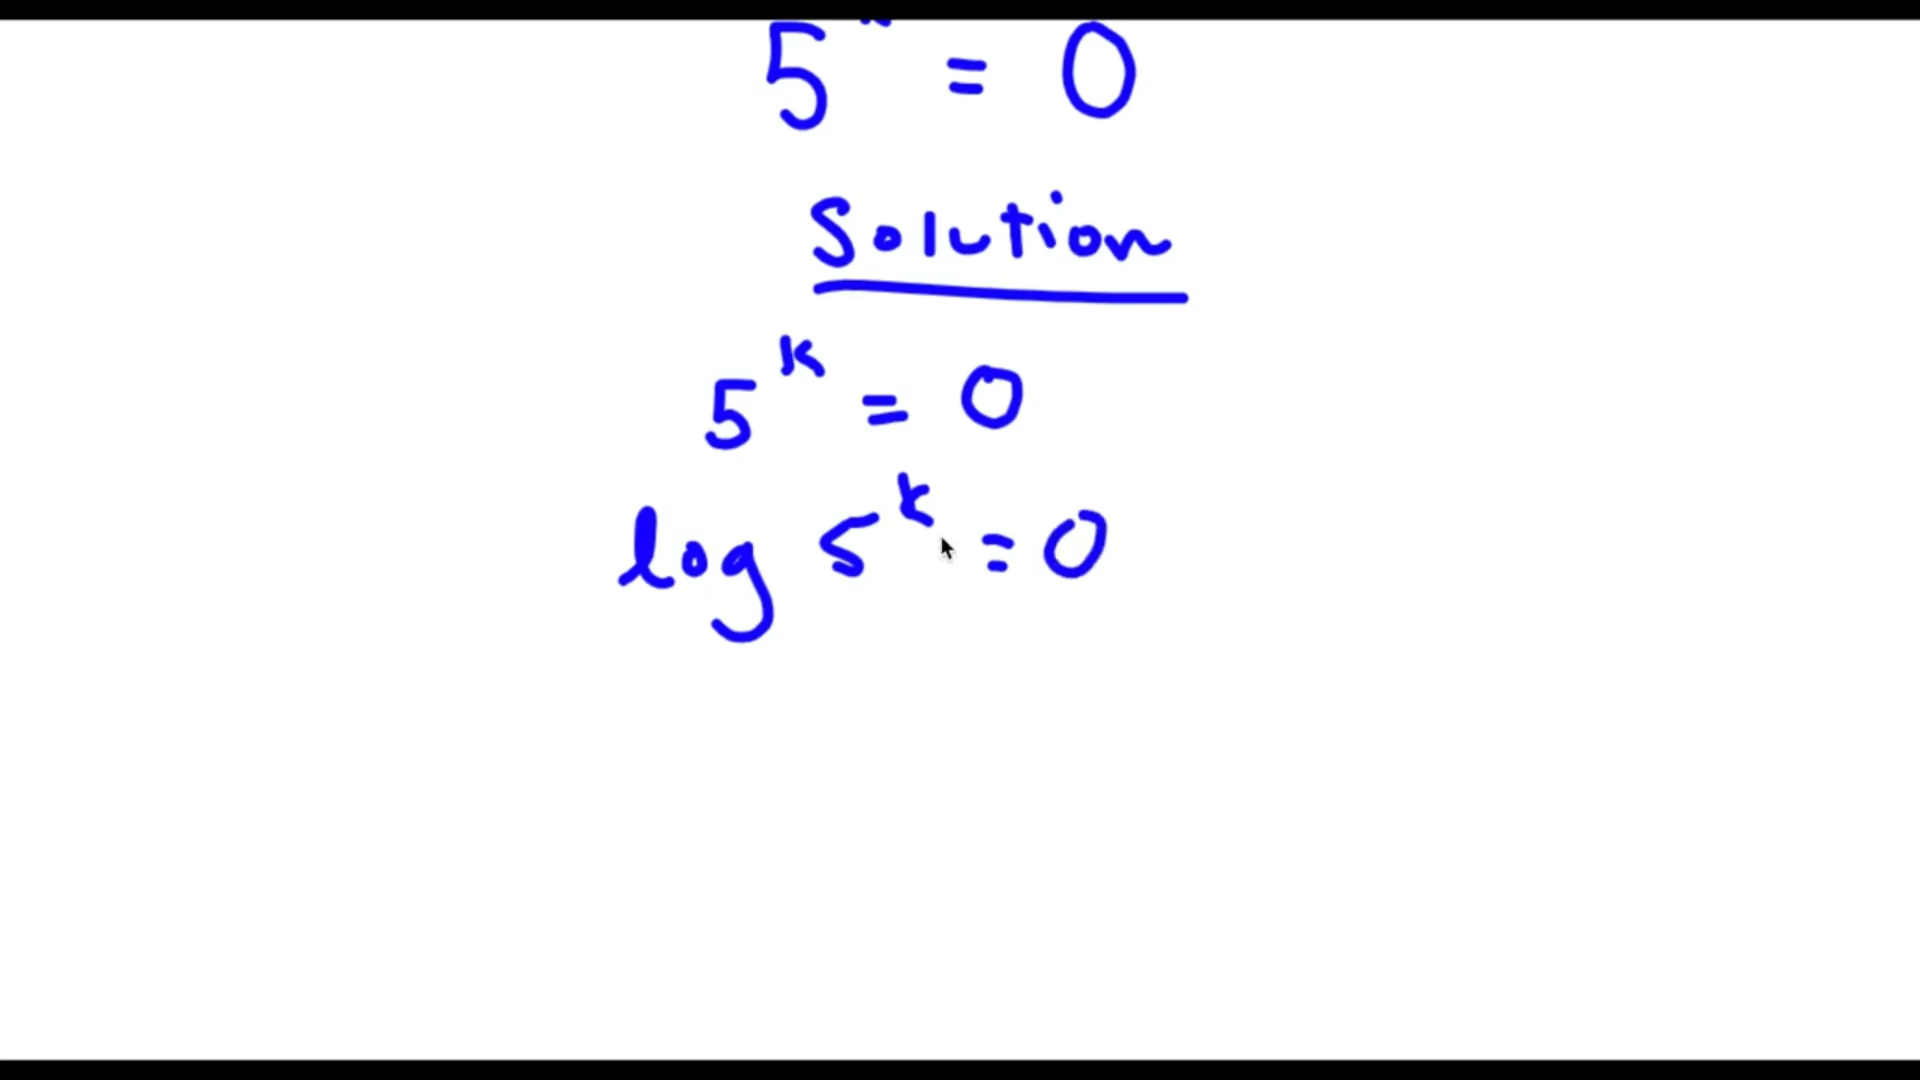 5^k = 0
Solution
5^k = 0
log 5^k = 0